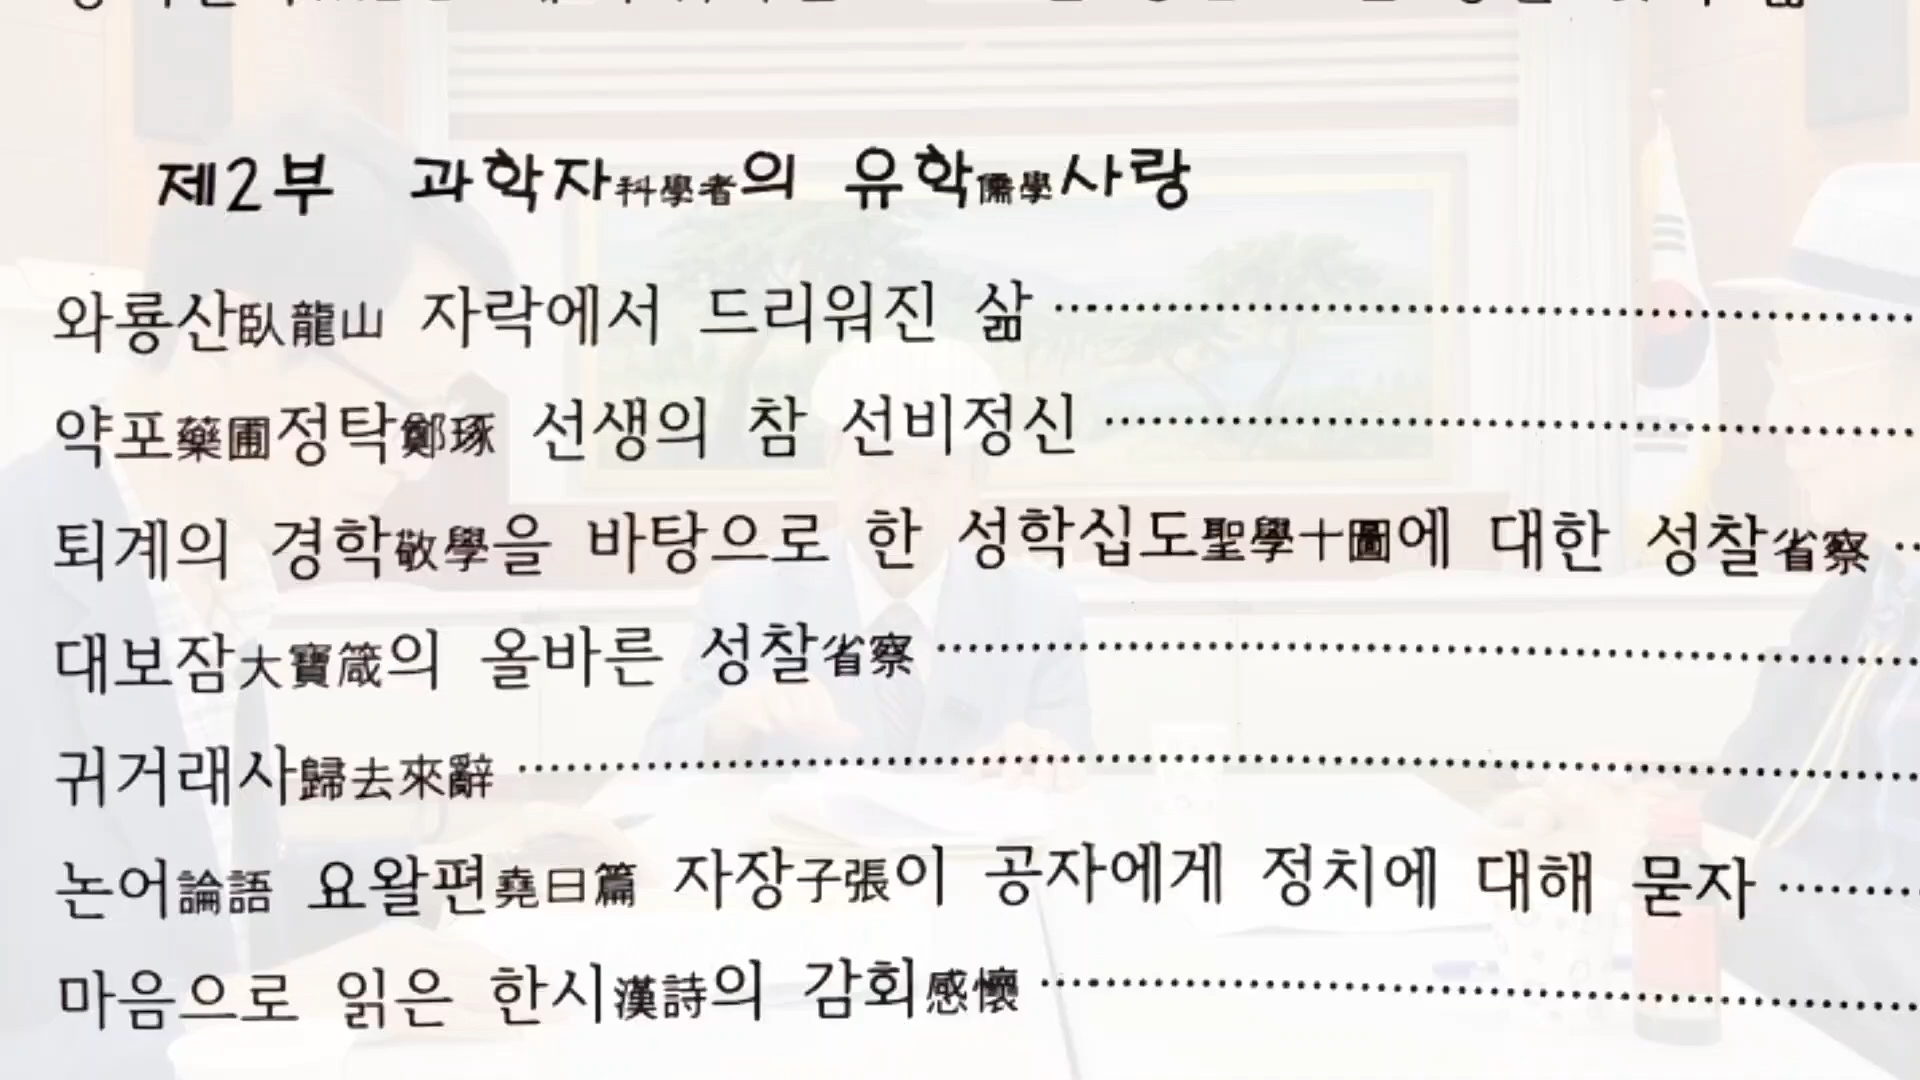 제2부 과학자科學者의 유학儒學사랑
와룡산臥龍山 자락에서 드리워진 삶
약포藥圃정탁鄭琢 선생의 참 선비정신
퇴계의 경학敬學을 바탕으로 한 성학십도聖學十圖에 대한 성찰省察
대보잠大寶箴의 올바른 성찰省察
귀거래사歸去來辭
논어論語 요왈편堯曰篇 자장子張이 공자에게 정치에 대해 묻자
마음으로 읽은 한시漢詩의 감회感懷